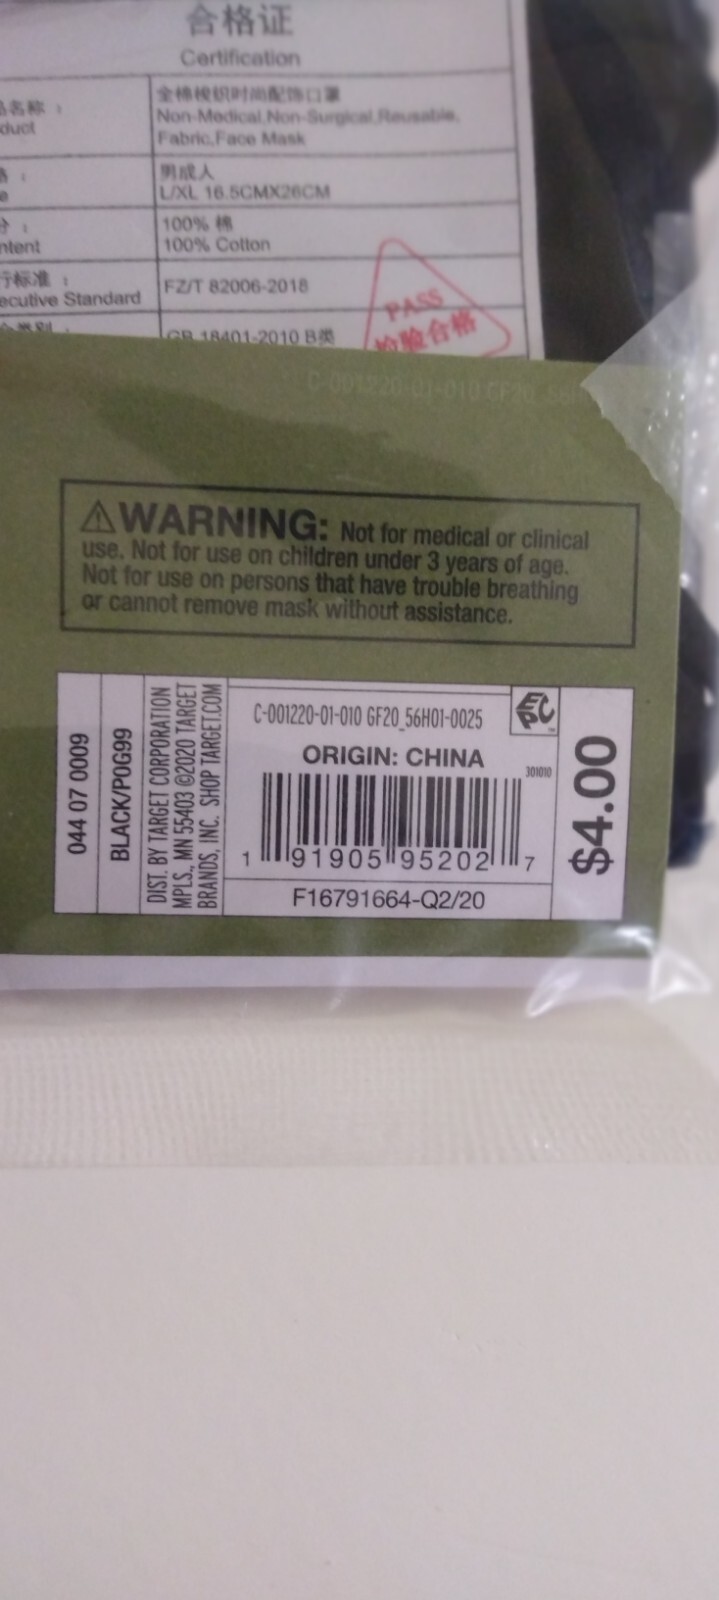 合格证
Certification
名称：
duct
全棉梭织时尚配饰口罩
Non-Medical,Non-Surgical,Reusable,
Fabric,Face Mask
男成人
L/XL 16.5CMX26CM
ntent
100% 棉
100% Cotton
行标准：
ecutive Standard
FZ/T 82006-2018
GB 18401-2010 B类
PASS
检验合格
C-001220-01-010 GF20_56H
⚠WARNING: Not for medical or clinical
use. Not for use on children under 3 years of age.
Not for use on persons that have trouble breathing
or cannot remove mask without assistance.
044 07 0009
BLACK/P0G99
DIST. BY TARGET CORPORATION
MPLS., MN 55403 ©2020 TARGET
BRANDS, INC. SHOP TARGET.COM
C-001220-01-010 GF20_56H01-0025
EPC
ORIGIN: CHINA
301010
1 91905 95202 7
F16791664-Q2/20
$4.00